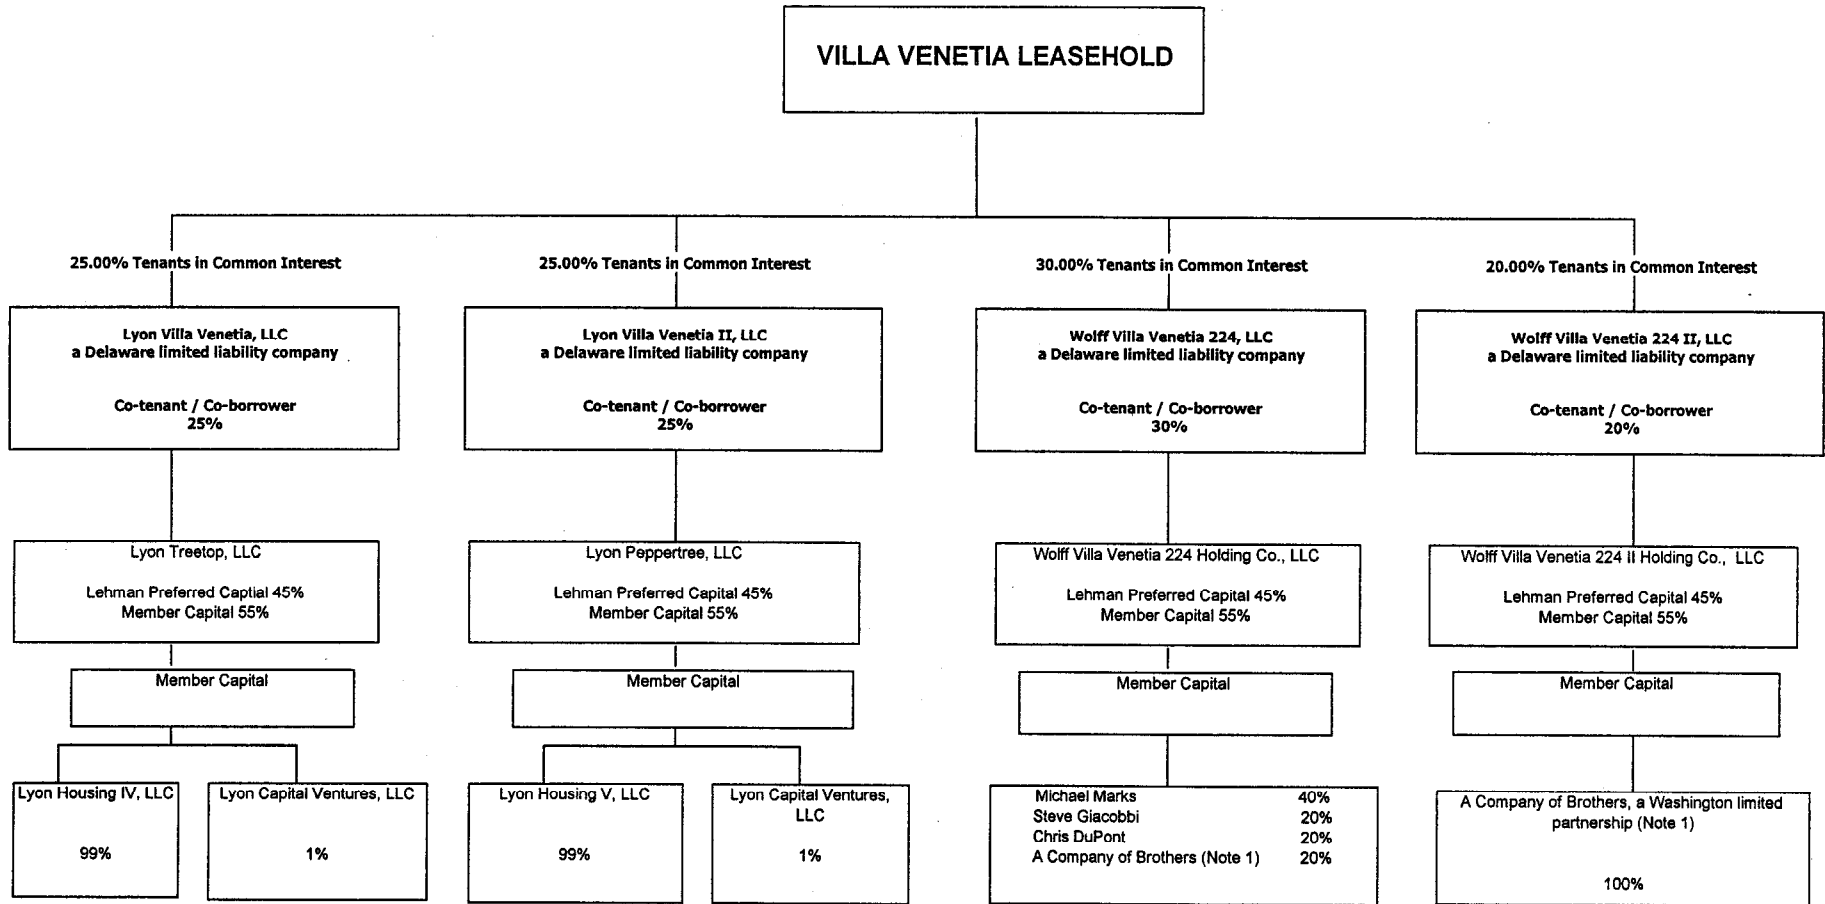 VILLA VENETIA LEASEHOLD
25.00% Tenants in Common Interest
25.00% Tenants in Common Interest
30.00% Tenants in Common Interest
20.00% Tenants in Common Interest
Lyon Villa Venetia, LLC
a Delaware limited liability company
Co-tenant / Co-borrower
25%
Lyon Villa Venetia II, LLC
a Delaware limited liability company
Co-tenant / Co-borrower
25%
Wolff Villa Venetia 224, LLC
a Delaware limited liability company
Co-tenant / Co-borrower
30%
Wolff Villa Venetia 224 II, LLC
a Delaware limited liability company
Co-tenant / Co-borrower
20%
Lyon Treetop, LLC
Lehman Preferred Captial 45%
Member Capital 55%
Lyon Peppertree, LLC
Lehman Preferred Capital 45%
Member Capital 55%
Wolff Villa Venetia 224 Holding Co., LLC
Lehman Preferred Capital 45%
Member Capital 55%
Wolff Villa Venetia 224 II Holding Co., LLC
Lehman Preferred Capital 45%
Member Capital 55%
Member Capital
Member Capital
Member Capital
Member Capital
Lyon Housing IV, LLC
99%
Lyon Capital Ventures, LLC
1%
Lyon Housing V, LLC
99%
Lyon Capital Ventures,
LLC
1%
Michael Marks 40%
Steve Giacobbi 20%
Chris DuPont 20%
A Company of Brothers (Note 1) 20%
A Company of Brothers, a Washington limited
partnership (Note 1)
100%